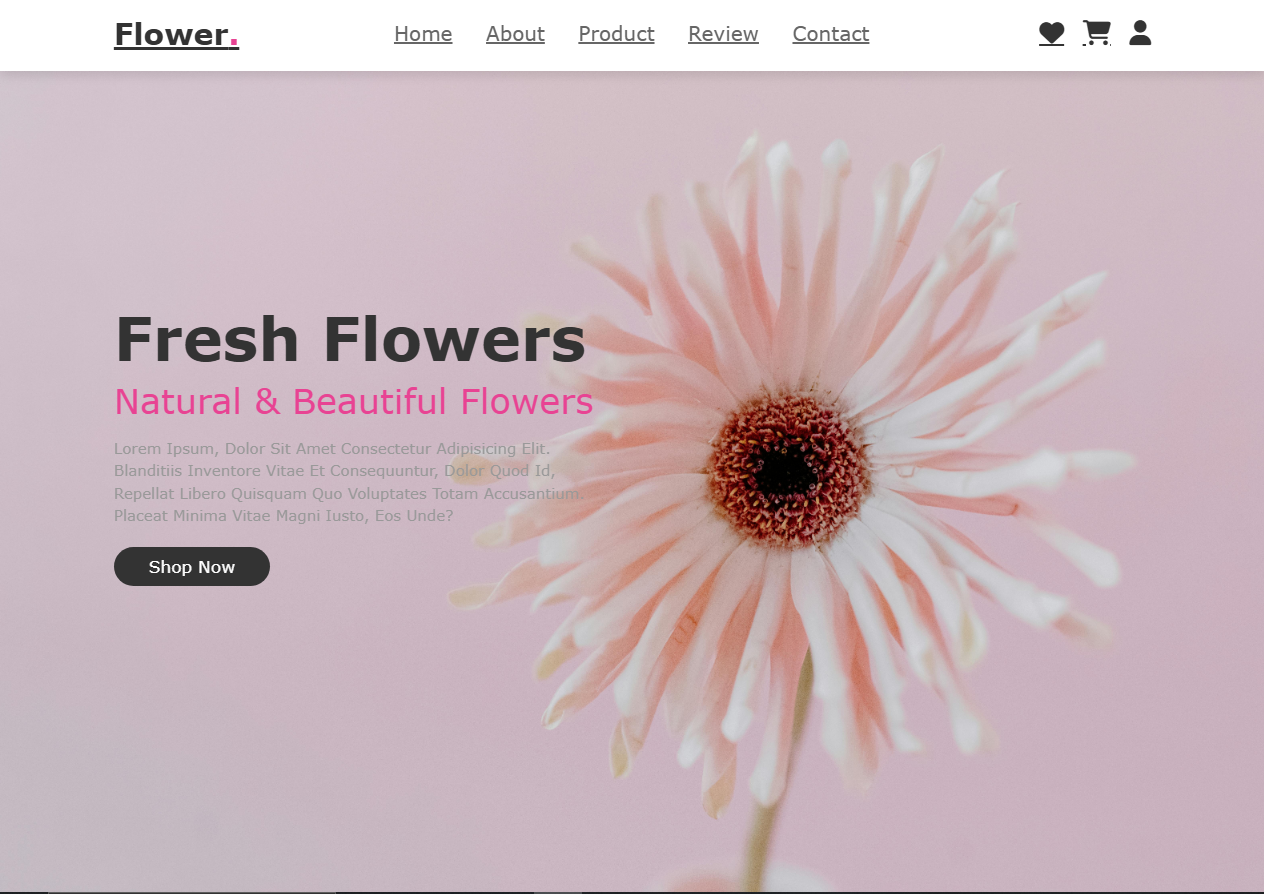 Flower.
Home About Product Review Contact
Fresh Flowers
Natural & Beautiful Flowers
Lorem Ipsum, Dolor Sit Amet Consectetur Adipisicing Elit.
Blanditiis Inventore Vitae Et Consequuntur, Dolor Quod Id,
Repellat Libero Quisquam Quo Voluptates Totam Accusantium.
Placeat Minima Vitae Magni Iusto, Eos Unde?
Shop Now